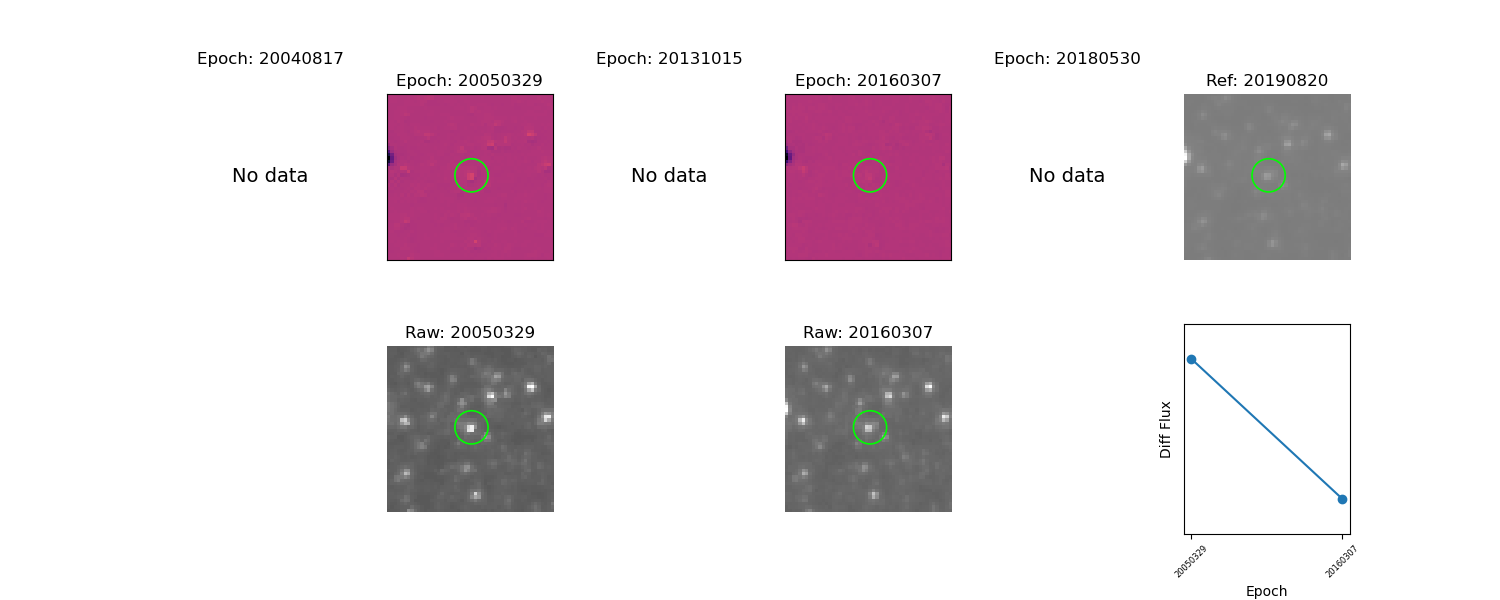 Epoch: 20040817
Epoch: 20050329
Epoch: 20131015
Epoch: 20160307
Epoch: 20180530
Ref: 20190820
No data
No data
No data
Raw: 20050329
Raw: 20160307
Diff Flux
20050329
20160307
Epoch